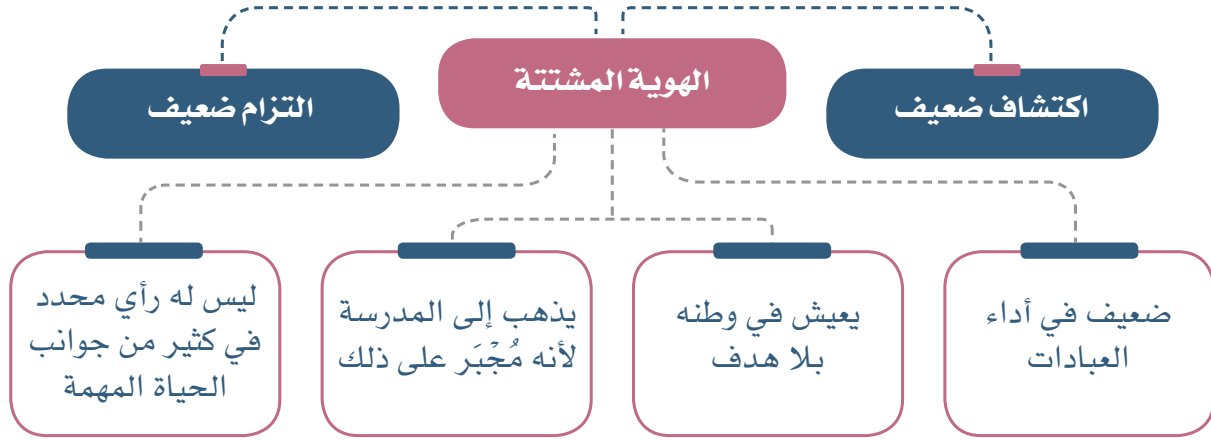 الهوية المشتتة
اكتشاف ضعيف
التزام ضعيف
ضعيف في أداء
العبادات
يعيش في وطنه
بلا هدف
يذهب إلى المدرسة
لأنه مُجْبَر على ذلك
ليس له رأي محدد
في كثير من جوانب
الحياة المهمة